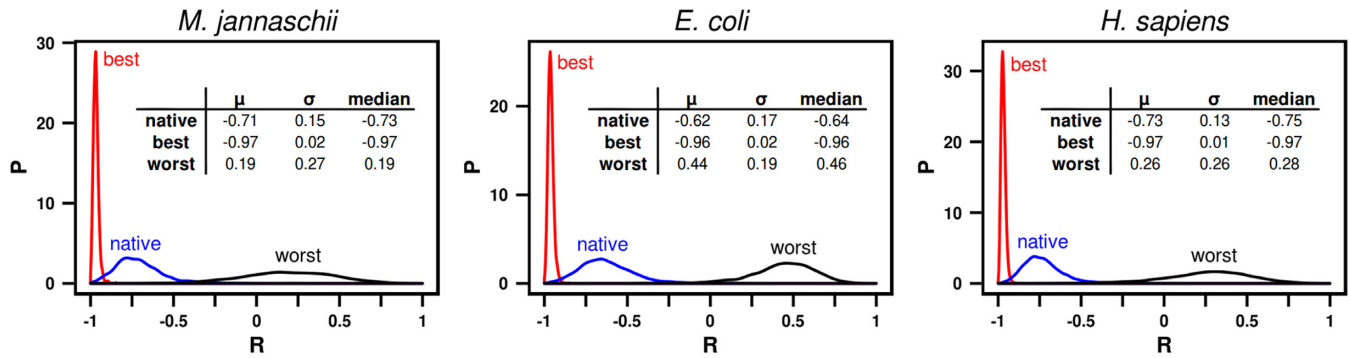 M. jannaschii
30
20
10
0
P
best
native
worst
μ σ median
native -0.71 0.15 -0.73
best -0.97 0.02 -0.97
worst 0.19 0.27 0.19
-1 -0.5 0 0.5 1
R
E. coli
20
10
0
P
best
native
worst
μ σ median
native -0.62 0.17 -0.64
best -0.96 0.02 -0.96
worst 0.44 0.19 0.46
-1 -0.5 0 0.5 1
R
H. sapiens
30
20
10
0
P
best
native
worst
μ σ median
native -0.73 0.13 -0.75
best -0.97 0.01 -0.97
worst 0.26 0.26 0.28
-1 -0.5 0 0.5 1
R